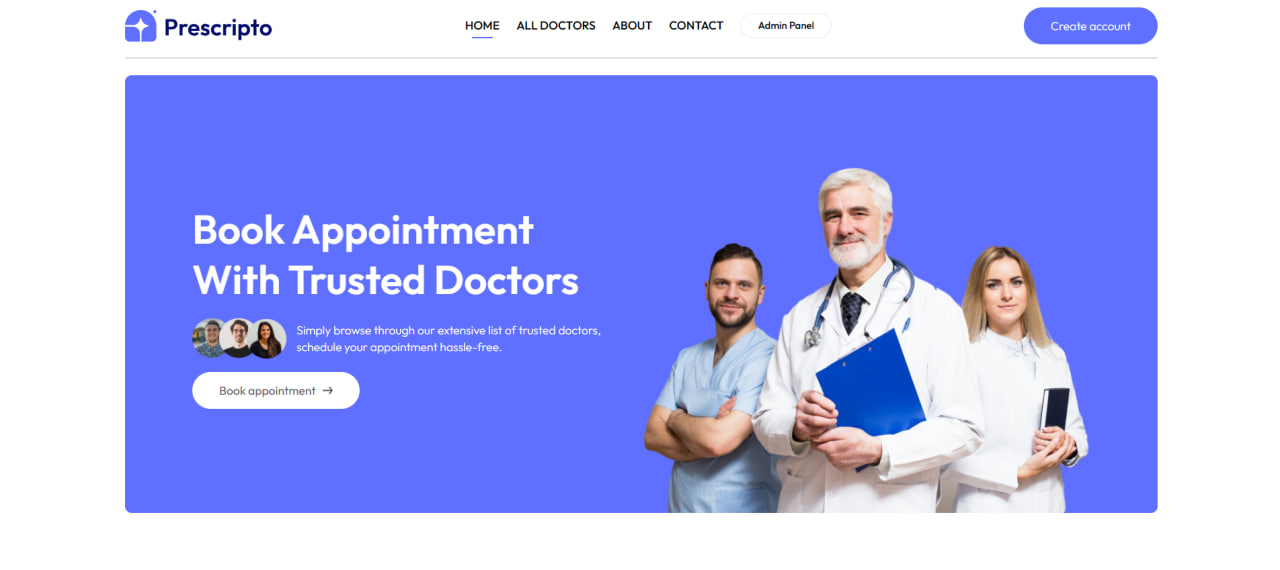 Prescripto
HOME
ALL DOCTORS
ABOUT
CONTACT
Admin Panel
Create account
Book Appointment
With Trusted Doctors
Simply browse through our extensive list of trusted doctors,
schedule your appointment hassle-free.
Book appointment →